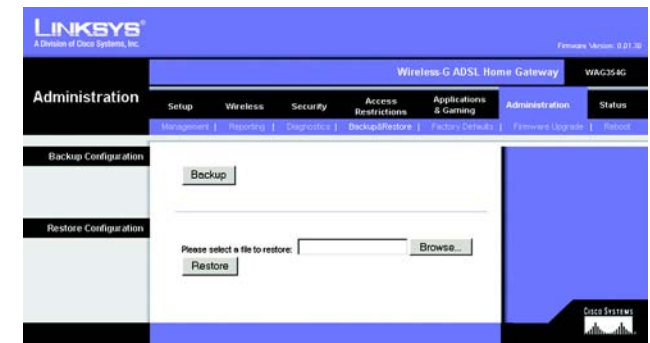 LINKSYS®
A Division of Cisco Systems, Inc.
Firmware Version: 0.01.30
Wireless-G ADSL Home Gateway WAG354G
Administration
Setup Wireless Security Access Restrictions Applications & Gaming Administration Status
Management | Reporting | Diagnostics | Backup&Restore | Factory Defaults | Firmware Upgrade | Reboot
Backup Configuration
Backup
Restore Configuration
Please select a file to restore: Browse...
Restore
CISCO SYSTEMS